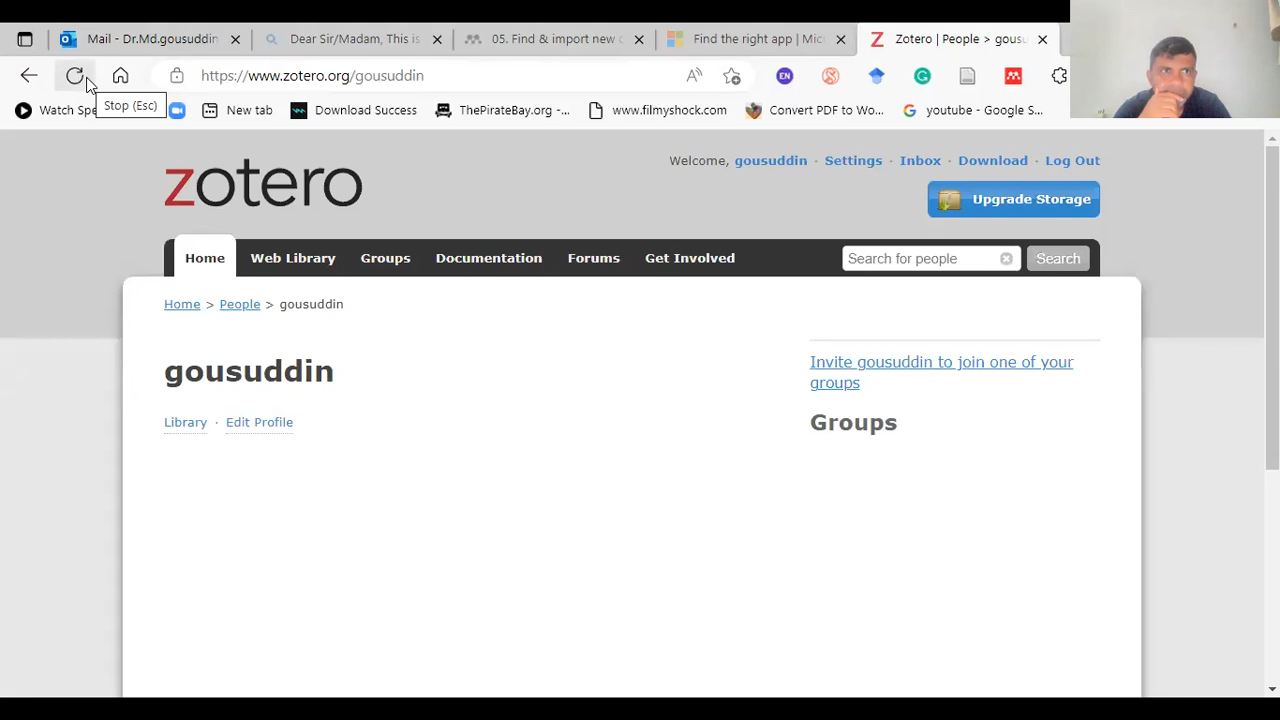 Mail - Dr.Md.gousuddin
Dear Sir/Madam, This is
05. Find & import new
Find the right app | Mic
Zotero | People > gousu
https://www.zotero.org/gousuddin
EN
Stop (Esc)
Watch Spe
New tab
Download Success
ThePirateBay.org -...
www.filmyshock.com
Convert PDF to Wo...
youtube - Google S...
zotero
Welcome, gousuddin · Settings · Inbox · Download · Log Out
Upgrade Storage
Home
Web Library
Groups
Documentation
Forums
Get Involved
Search for people
Search
Home > People > gousuddin
gousuddin
Library · Edit Profile
Invite gousuddin to join one of your
groups
Groups